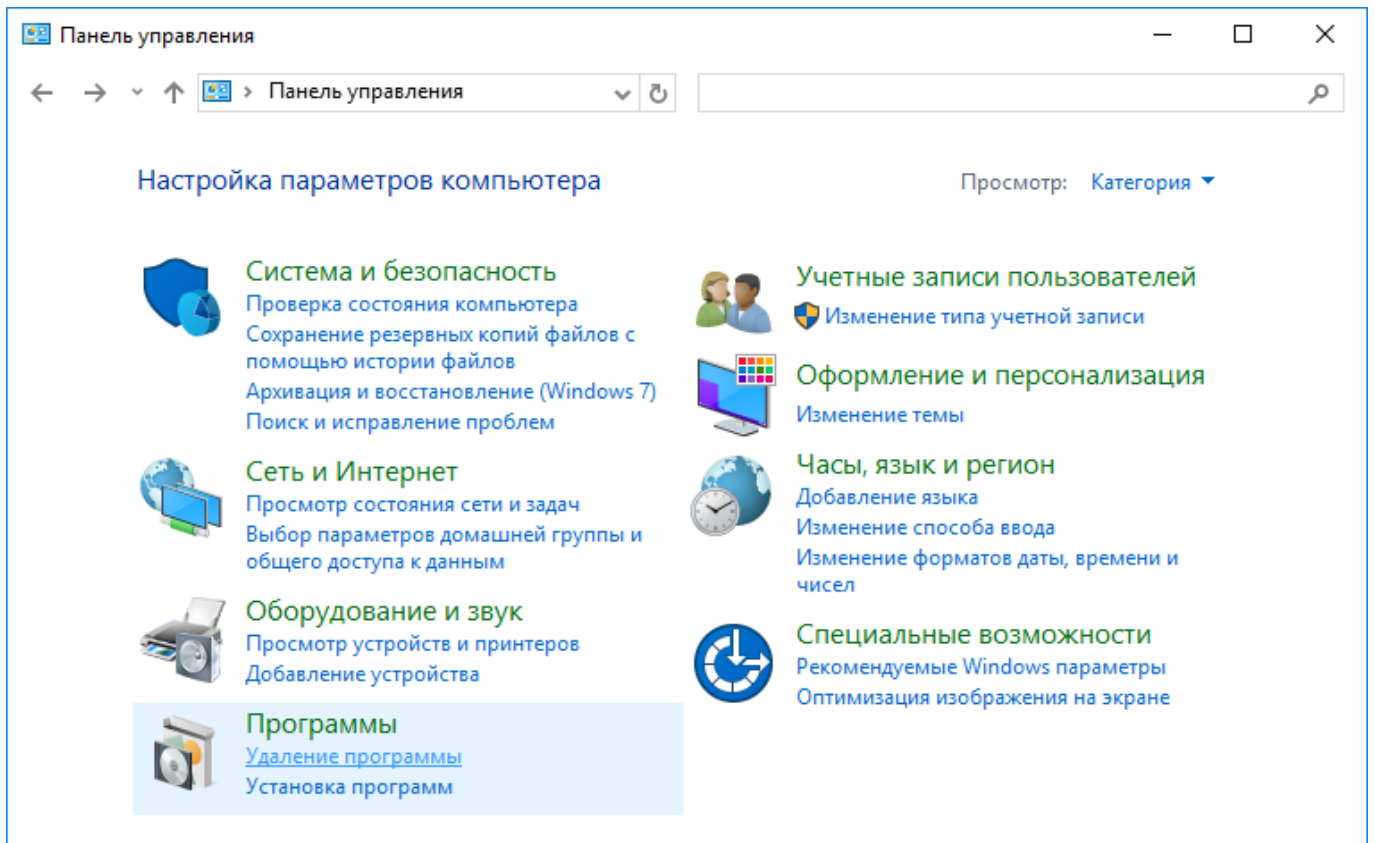 Панель управления
Панель управления
Настройка параметров компьютера
Просмотр: Категория
Система и безопасность
Проверка состояния компьютера
Сохранение резервных копий файлов с
помощью истории файлов
Архивация и восстановление (Windows 7)
Поиск и исправление проблем
Сеть и Интернет
Просмотр состояния сети и задач
Выбор параметров домашней группы и
общего доступа к данным
Оборудование и звук
Просмотр устройств и принтеров
Добавление устройства
Программы
Удаление программы
Установка программ
Учетные записи пользователей
Изменение типа учетной записи
Оформление и персонализация
Изменение темы
Часы, язык и регион
Добавление языка
Изменение способа ввода
Изменение форматов даты, времени и
чисел
Специальные возможности
Рекомендуемые Windows параметры
Оптимизация изображения на экране